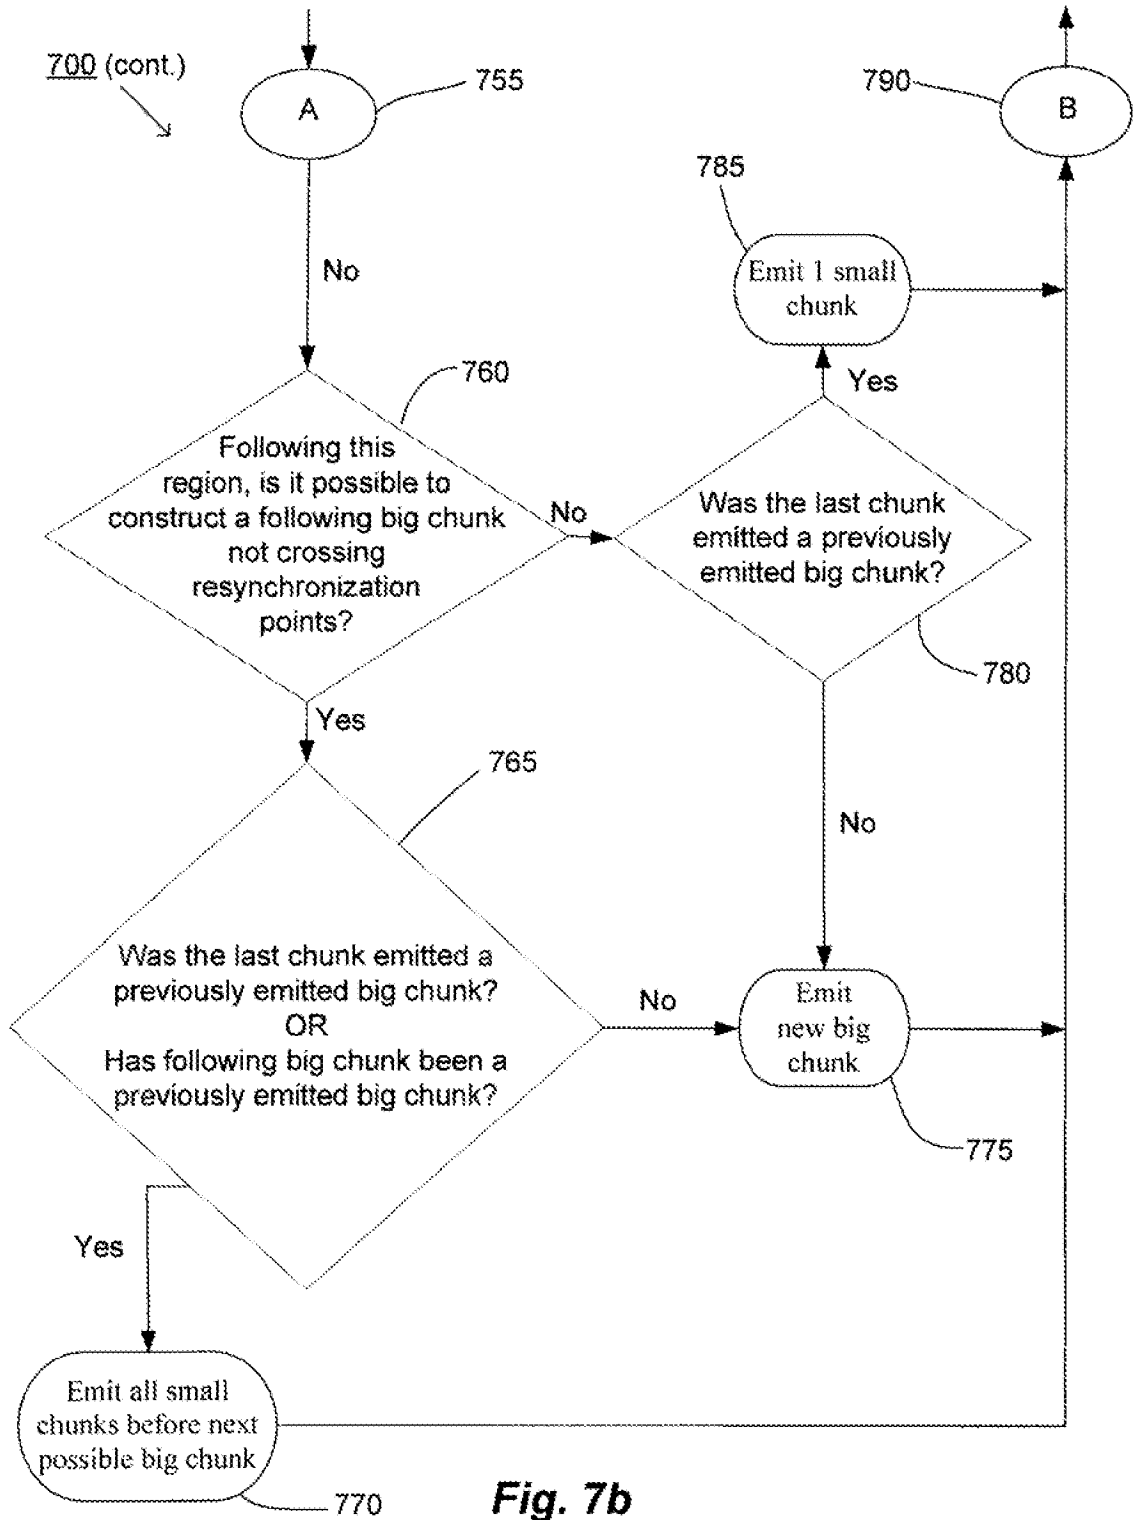 700 (cont.)
A
755
790
B
785
Emit 1 small
chunk
No
Yes
760
Following this
region, is it possible to
construct a following big chunk
not crossing
resynchronization
points?
No
Was the last chunk
emitted a previously
emitted big chunk?
780
Yes
765
No
Was the last chunk emitted a
previously emitted big chunk?
OR
Has following big chunk been a
previously emitted big chunk?
No
Emit
new big
chunk
775
Yes
Emit all small
chunks before next
possible big chunk
770
Fig. 7b